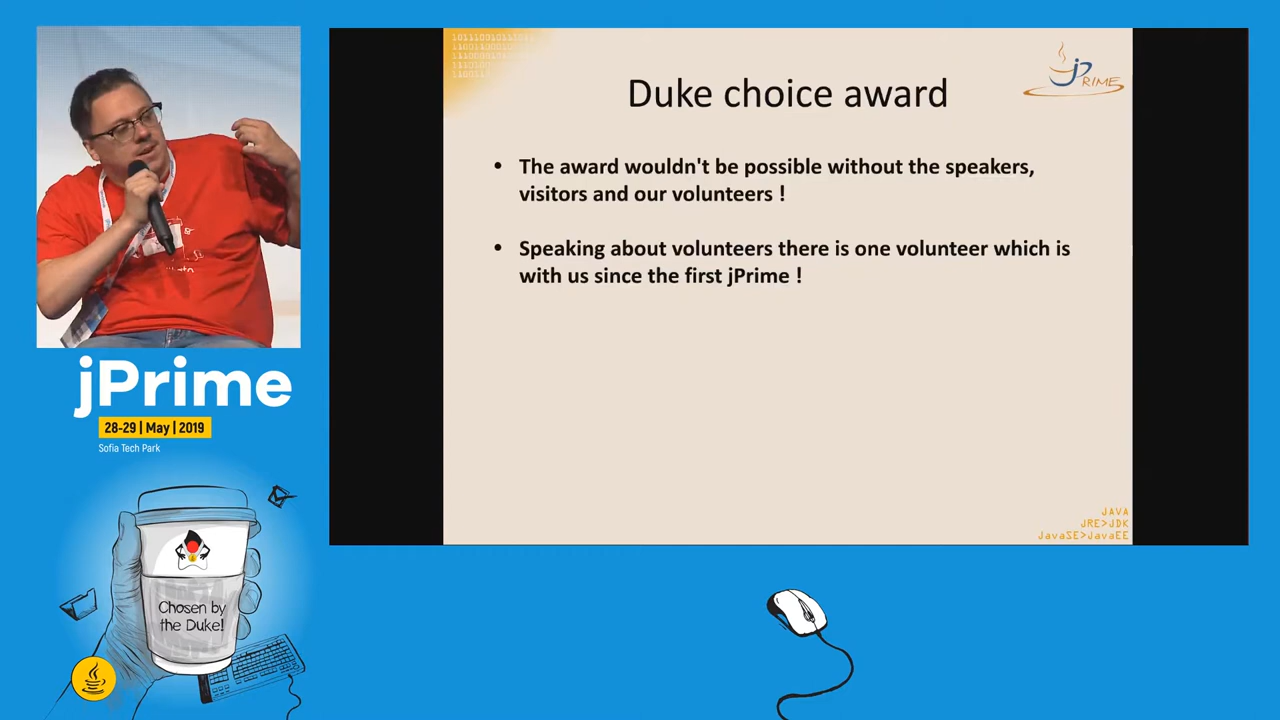 jPrime
28-29 | May | 2019
Sofia Tech Park
Chosen by
the Duke!
Duke choice award
jPRIME
• The award wouldn't be possible without the speakers,
visitors and our volunteers !
• Speaking about volunteers there is one volunteer which is
with us since the first jPrime !
JAVA
JRE>JDK
JavaSE>JavaEE